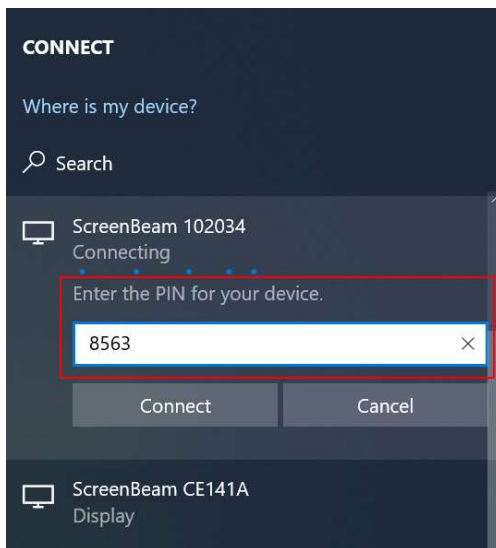 CONNECT
Where is my device?
Search
ScreenBeam 102034
Connecting
Enter the PIN for your device.
8563
Connect Cancel
ScreenBeam CE141A
Display